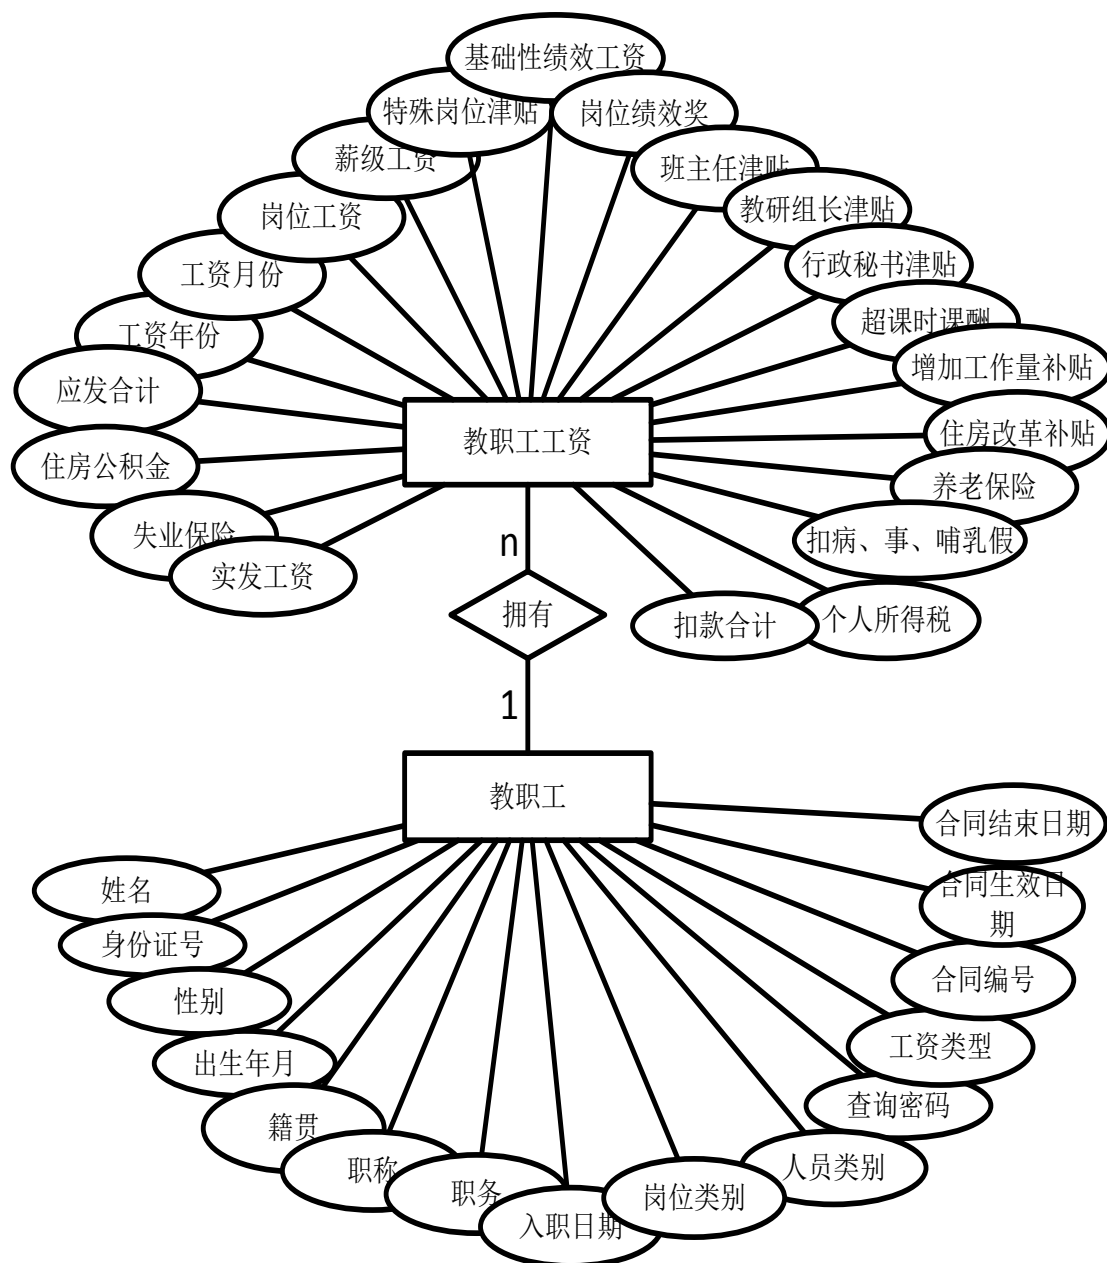 基础性绩效工资
特殊岗位津贴
岗位绩效奖
薪级工资
班主任津贴
岗位工资
教研组长津贴
工资月份
行政秘书津贴
工资年份
超课时课酬
应发合计
增加工作量补贴
教职工工资
住房改革补贴
住房公积金
养老保险
失业保险
扣病、事、哺乳假
实发工资
n
拥有
扣款合计
个人所得税
1
教职工
合同结束日期
姓名
合同生效日
期
身份证号
合同编号
性别
工资类型
出生年月
查询密码
籍贯
职称
人员类别
职务
岗位类别
入职日期